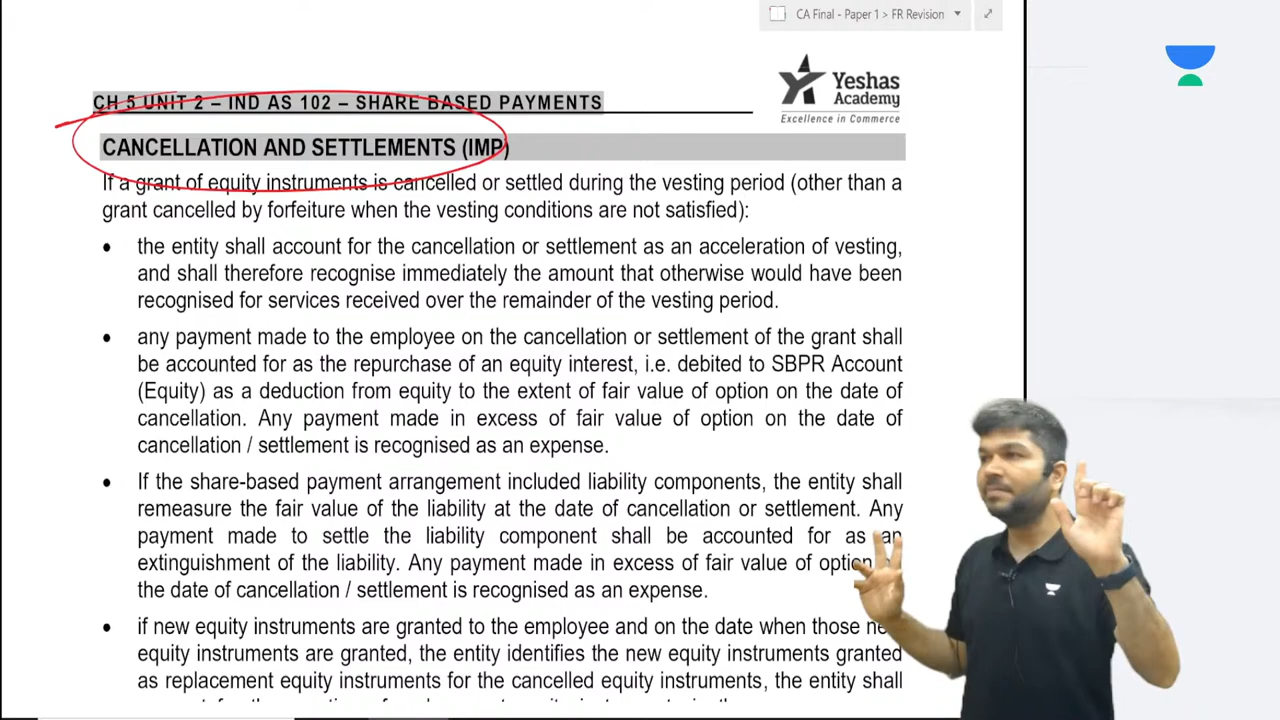 CA Final - Paper 1 > FR Revision
Yeshas
Academy
Excellence in Commerce
CH 5 UNIT 2 – IND AS 102 – SHARE BASED PAYMENTS
CANCELLATION AND SETTLEMENTS (IMP)
If a grant of equity instruments is cancelled or settled during the vesting period (other than a
grant cancelled by forfeiture when the vesting conditions are not satisfied):
• the entity shall account for the cancellation or settlement as an acceleration of vesting,
and shall therefore recognise immediately the amount that otherwise would have been
recognised for services received over the remainder of the vesting period.
• any payment made to the employee on the cancellation or settlement of the grant shall
be accounted for as the repurchase of an equity interest, i.e. debited to SBPR Account
(Equity) as a deduction from equity to the extent of fair value of option on the date of
cancellation. Any payment made in excess of fair value of option on the date of
cancellation / settlement is recognised as an expense.
• If the share-based payment arrangement included liability components, the entity shall
remeasure the fair value of the liability at the date of cancellation or settlement. Any
payment made to settle the liability component shall be accounted for as an
extinguishment of the liability. Any payment made in excess of fair value of option
the date of cancellation / settlement is recognised as an expense.
• if new equity instruments are granted to the employee and on the date when those
equity instruments are granted, the entity identifies the new equity instruments granted
as replacement equity instruments for the cancelled equity instruments, the entity shall